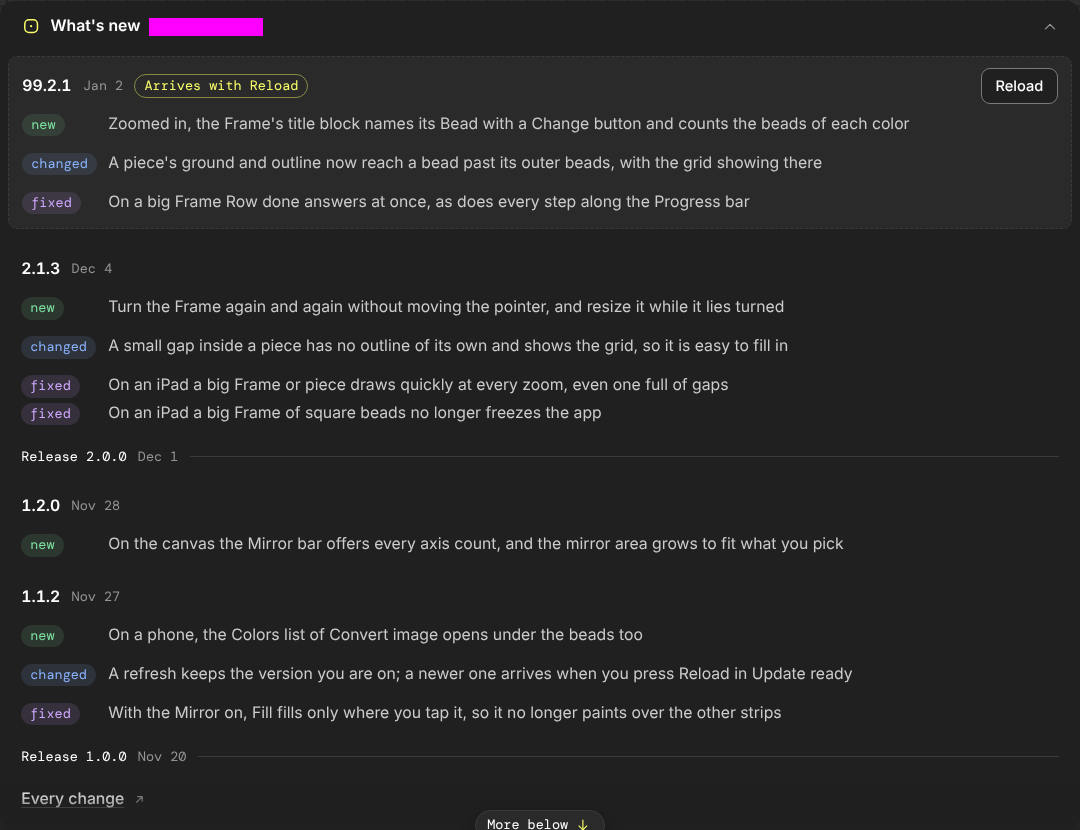 What's new
99.2.1 Jan 2 Arrives with Reload Reload
new Zoomed in, the Frame's title block names its Bead with a Change button and counts the beads of each color
changed A piece's ground and outline now reach a bead past its outer beads, with the grid showing there
fixed On a big Frame Row done answers at once, as does every step along the Progress bar
2.1.3 Dec 4
new Turn the Frame again and again without moving the pointer, and resize it while it lies turned
changed A small gap inside a piece has no outline of its own and shows the grid, so it is easy to fill in
fixed On an iPad a big Frame or piece draws quickly at every zoom, even one full of gaps
fixed On an iPad a big Frame of square beads no longer freezes the app
Release 2.0.0 Dec 1
1.2.0 Nov 28
new On the canvas the Mirror bar offers every axis count, and the mirror area grows to fit what you pick
1.1.2 Nov 27
new On a phone, the Colors list of Convert image opens under the beads too
changed A refresh keeps the version you are on; a newer one arrives when you press Reload in Update ready
fixed With the Mirror on, Fill fills only where you tap it, so it no longer paints over the other strips
Release 1.0.0 Nov 20
Every change ↗
More below ↓